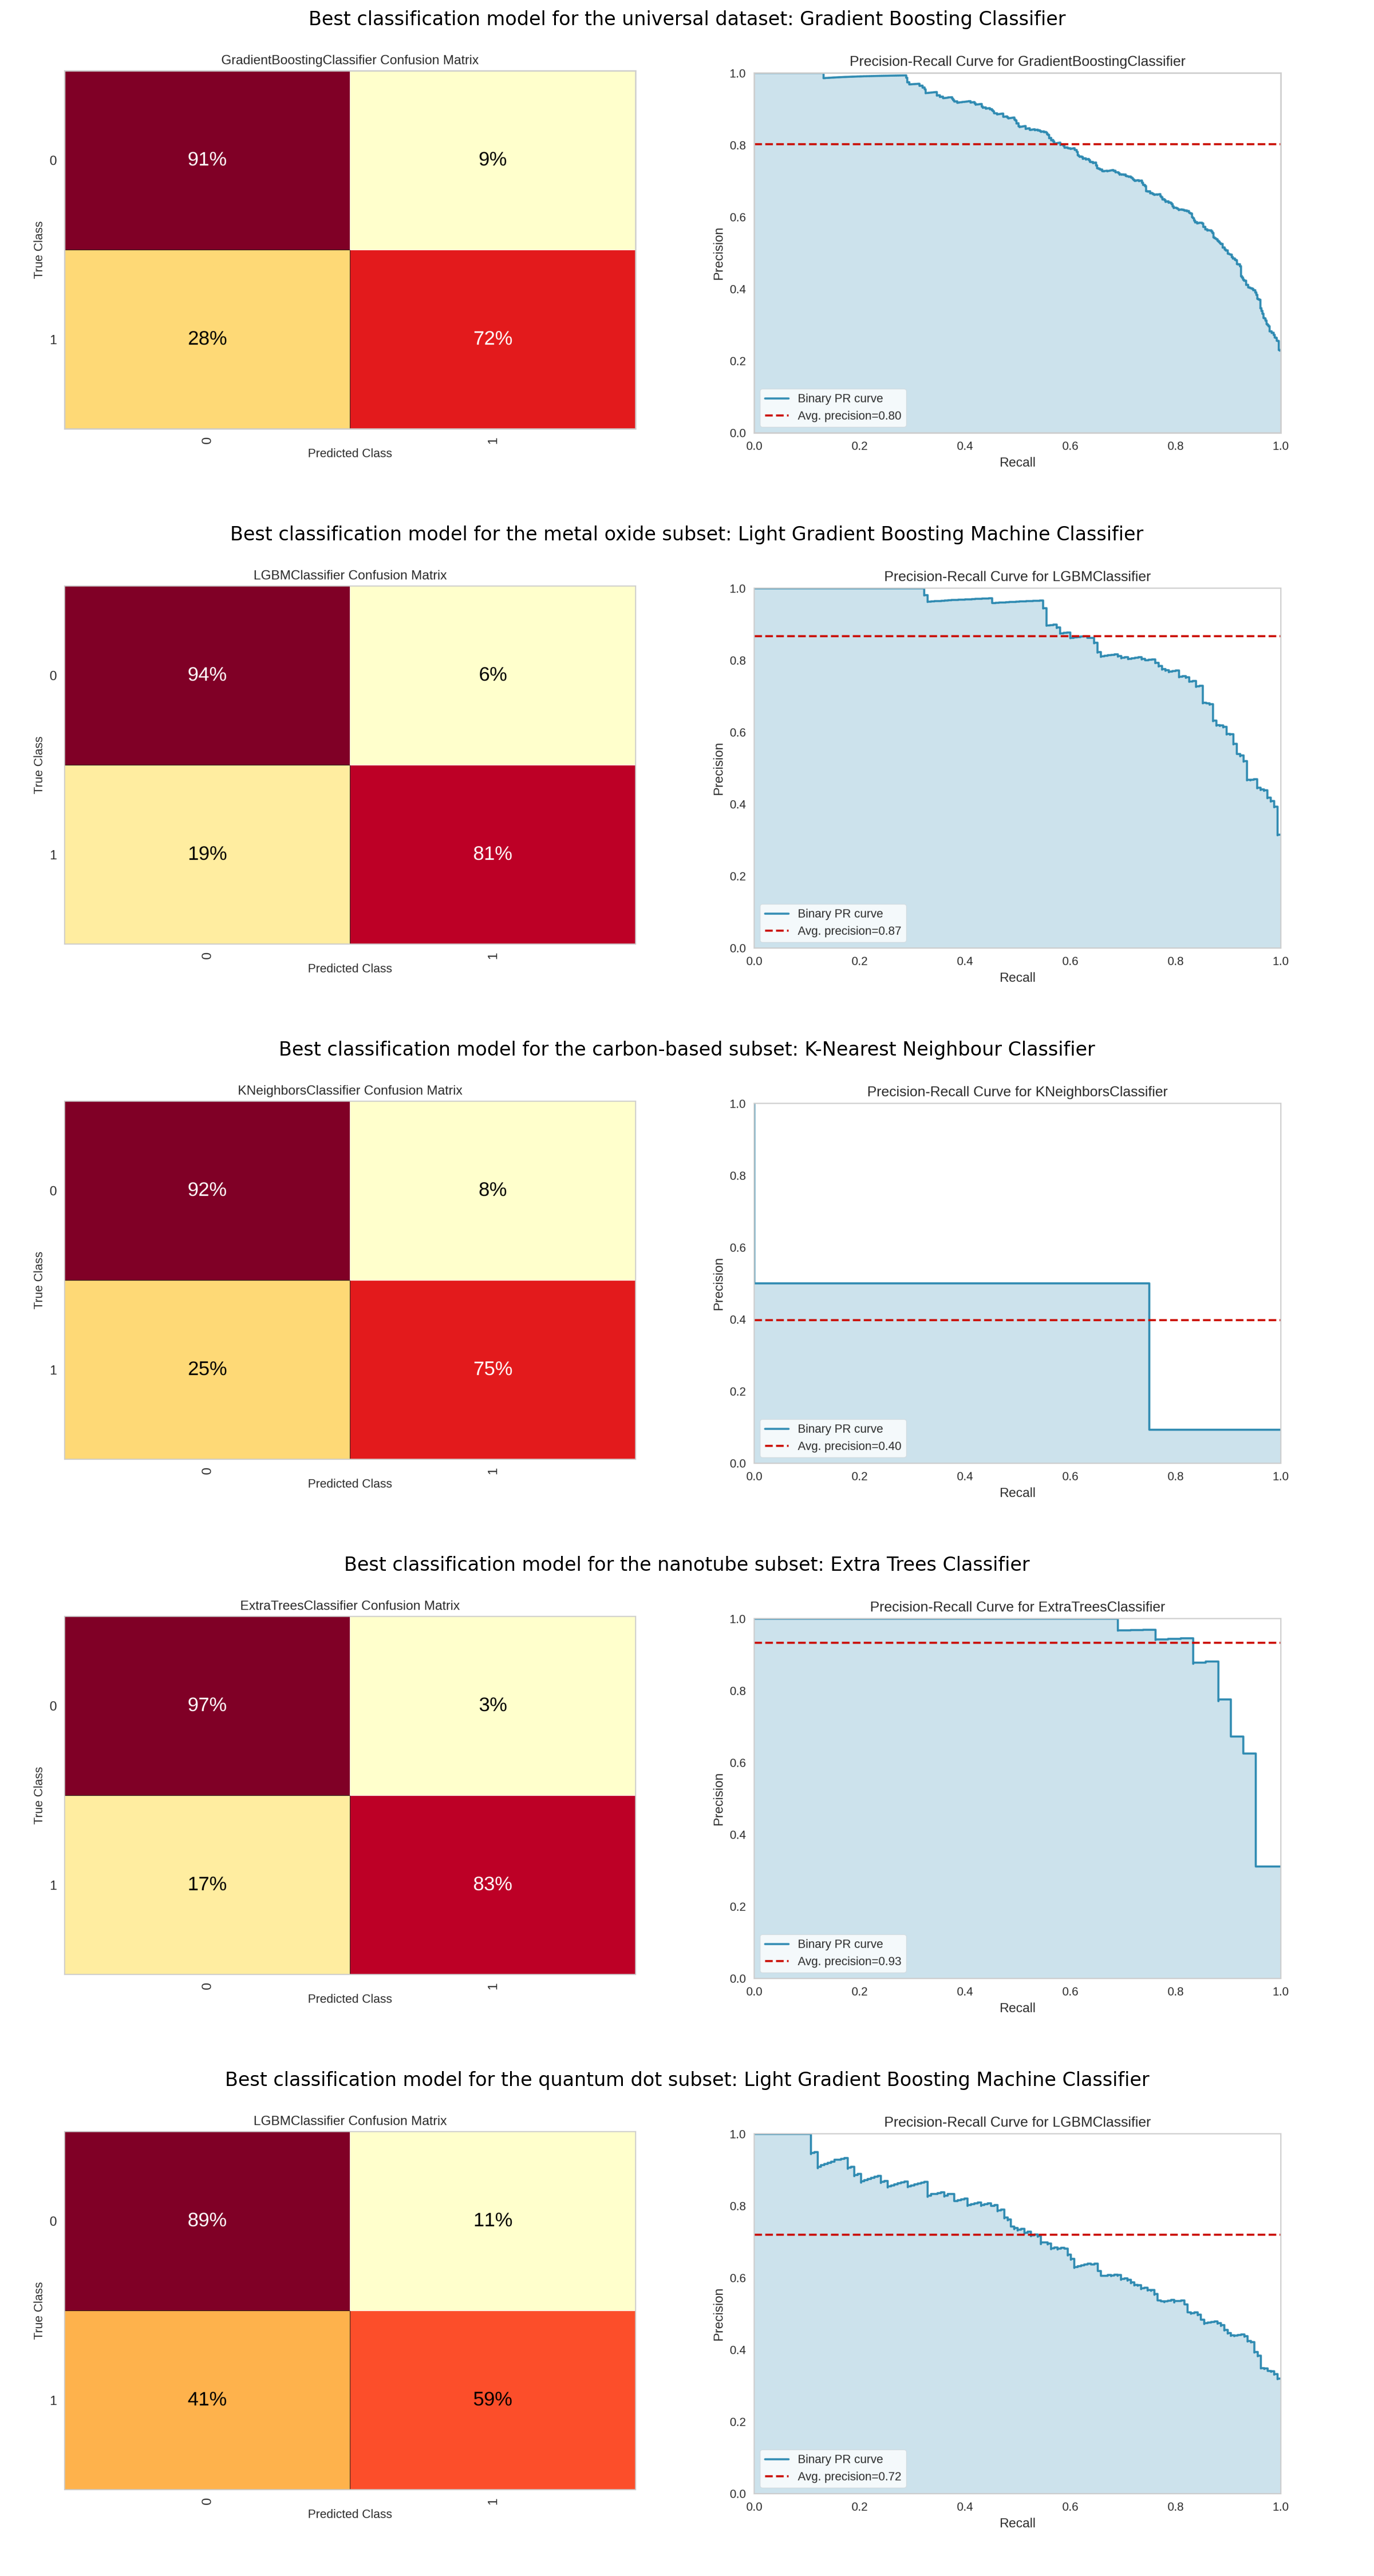 Best classification model for the universal dataset: Gradient Boosting Classifier
GradientBoostingClassifier Confusion Matrix
True Class
0
1
91%
9%
28%
72%
0
1
Predicted Class
Precision-Recall Curve for GradientBoostingClassifier
Precision
1.0
0.8
0.6
0.4
0.2
0.0
Binary PR curve
Avg. precision=0.80
0.0 0.2 0.4 0.6 0.8 1.0
Recall
Best classification model for the metal oxide subset: Light Gradient Boosting Machine Classifier
LGBMClassifier Confusion Matrix
True Class
0
1
94%
6%
19%
81%
0
1
Predicted Class
Precision-Recall Curve for LGBMClassifier
Precision
1.0
0.8
0.6
0.4
0.2
0.0
Binary PR curve
Avg. precision=0.87
0.0 0.2 0.4 0.6 0.8 1.0
Recall
Best classification model for the carbon-based subset: K-Nearest Neighbour Classifier
KNeighborsClassifier Confusion Matrix
True Class
0
1
92%
8%
25%
75%
0
1
Predicted Class
Precision-Recall Curve for KNeighborsClassifier
Precision
1.0
0.8
0.6
0.4
0.2
0.0
Binary PR curve
Avg. precision=0.40
0.0 0.2 0.4 0.6 0.8 1.0
Recall
Best classification model for the nanotube subset: Extra Trees Classifier
ExtraTreesClassifier Confusion Matrix
True Class
0
1
97%
3%
17%
83%
0
1
Predicted Class
Precision-Recall Curve for ExtraTreesClassifier
Precision
1.0
0.8
0.6
0.4
0.2
0.0
Binary PR curve
Avg. precision=0.93
0.0 0.2 0.4 0.6 0.8 1.0
Recall
Best classification model for the quantum dot subset: Light Gradient Boosting Machine Classifier
LGBMClassifier Confusion Matrix
True Class
0
1
89%
11%
41%
59%
0
1
Predicted Class
Precision-Recall Curve for LGBMClassifier
Precision
1.0
0.8
0.6
0.4
0.2
0.0
Binary PR curve
Avg. precision=0.72
0.0 0.2 0.4 0.6 0.8 1.0
Recall